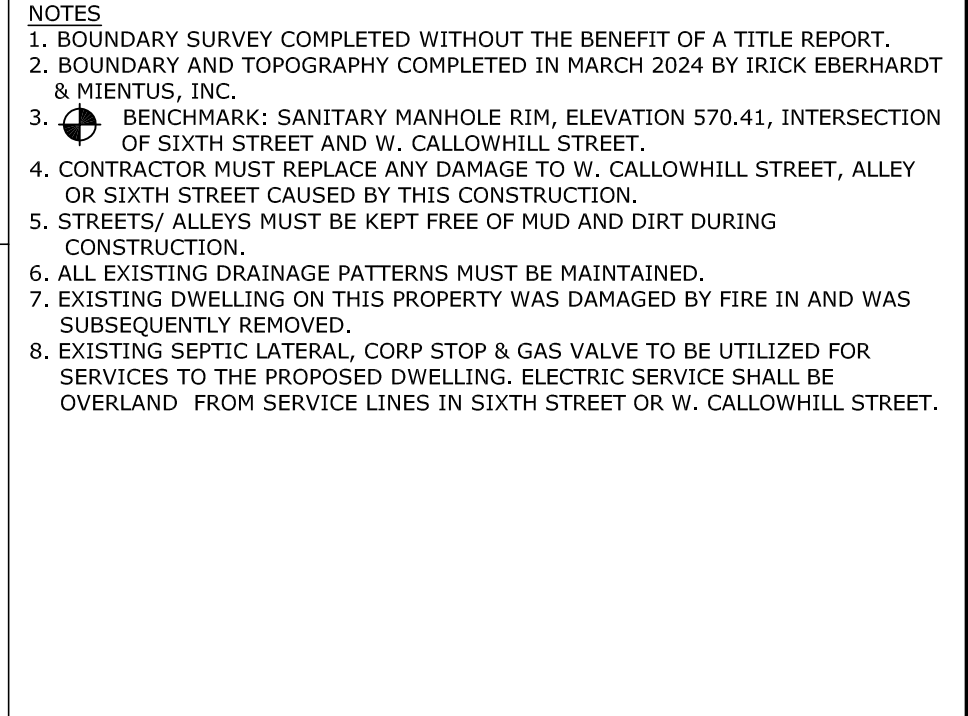 NOTES
1. BOUNDARY SURVEY COMPLETED WITHOUT THE BENEFIT OF A TITLE REPORT.
2. BOUNDARY AND TOPOGRAPHY COMPLETED IN MARCH 2024 BY IRICK EBERHARDT
& MIENTUS, INC.
3. BENCHMARK: SANITARY MANHOLE RIM, ELEVATION 570.41, INTERSECTION
OF SIXTH STREET AND W. CALLOWHILL STREET.
4. CONTRACTOR MUST REPLACE ANY DAMAGE TO W. CALLOWHILL STREET, ALLEY
OR SIXTH STREET CAUSED BY THIS CONSTRUCTION.
5. STREETS/ ALLEYS MUST BE KEPT FREE OF MUD AND DIRT DURING
CONSTRUCTION.
6. ALL EXISTING DRAINAGE PATTERNS MUST BE MAINTAINED.
7. EXISTING DWELLING ON THIS PROPERTY WAS DAMAGED BY FIRE IN AND WAS
SUBSEQUENTLY REMOVED.
8. EXISTING SEPTIC LATERAL, CORP STOP & GAS VALVE TO BE UTILIZED FOR
SERVICES TO THE PROPOSED DWELLING. ELECTRIC SERVICE SHALL BE
OVERLAND  FROM SERVICE LINES IN SIXTH STREET OR W. CALLOWHILL STREET.